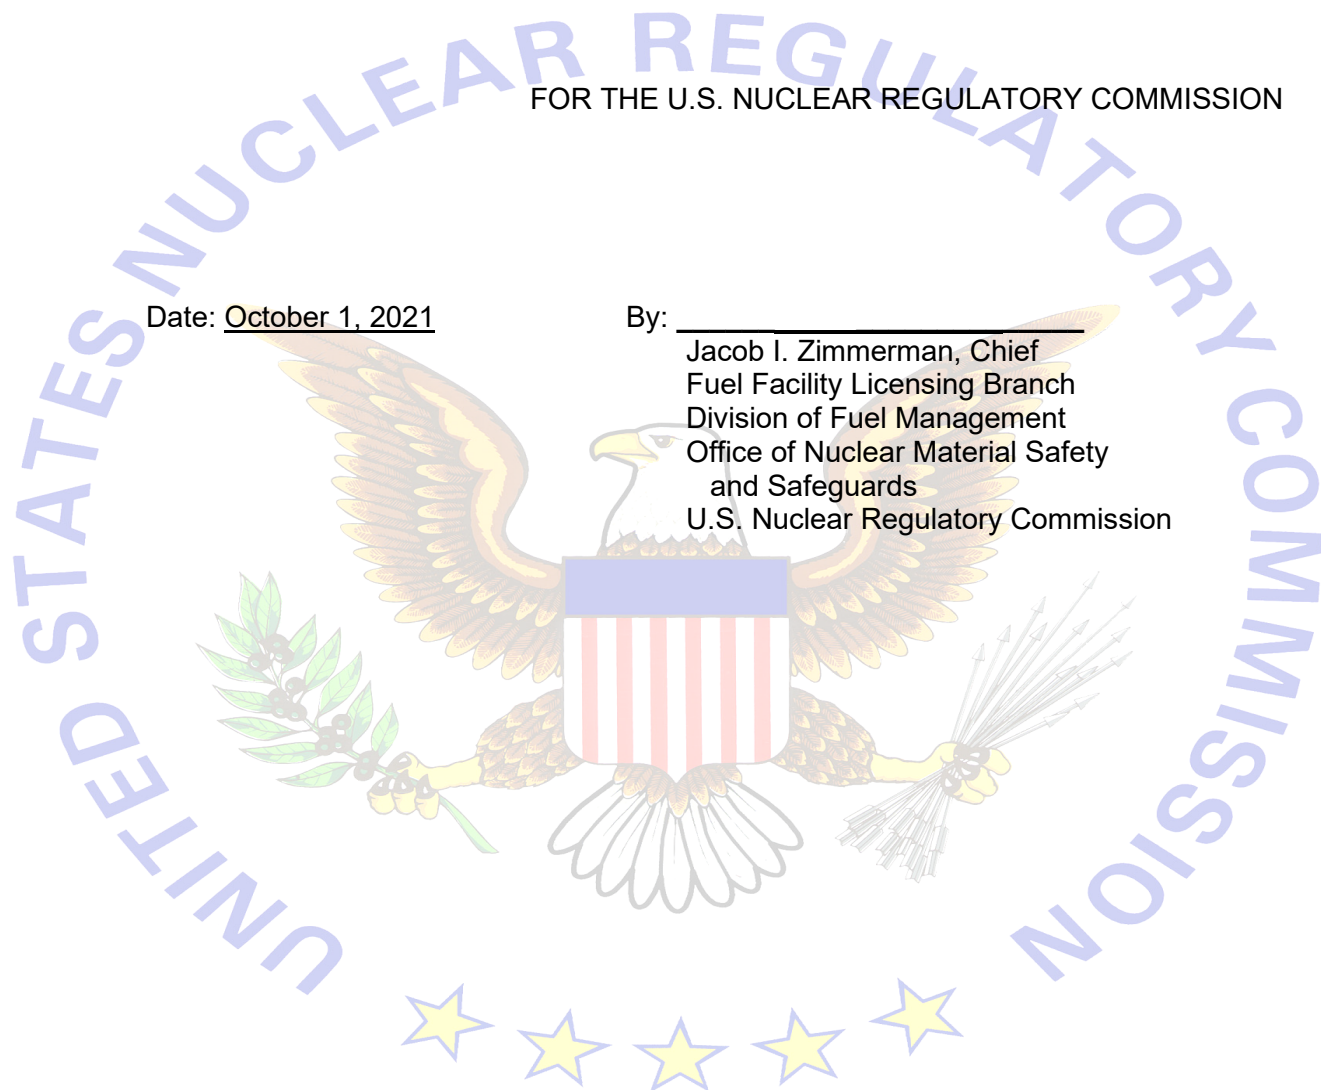 UNITED STATES NUCLEAR REGULATORY COMMISSION
FOR THE U.S. NUCLEAR REGULATORY COMMISSION
Date: October 1, 2021 By: ____________________________
Jacob I. Zimmerman, Chief
Fuel Facility Licensing Branch
Division of Fuel Management
Office of Nuclear Material Safety
and Safeguards
U.S. Nuclear Regulatory Commission